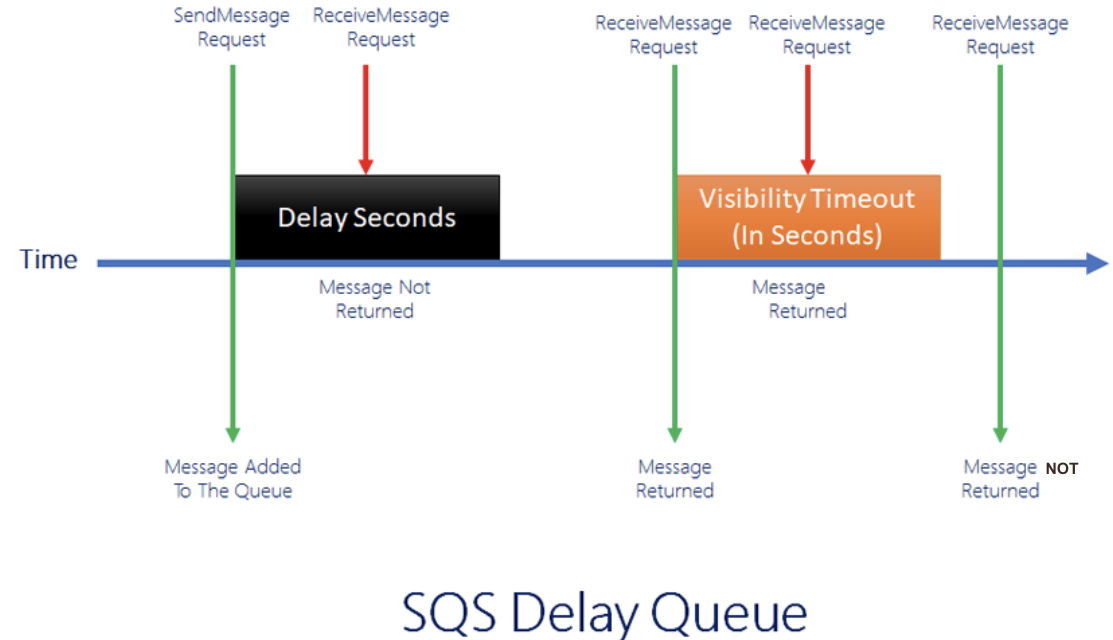 SendMessage
Request
ReceiveMessage
Request
ReceiveMessage
Request
ReceiveMessage
Request
ReceiveMessage
Request
Delay Seconds
Visibility Timeout
(In Seconds)
Time
Message Not
Returned
Message
Returned
Message Added
To The Queue
Message
Returned
Message NOT
Returned
SQS Delay Queue